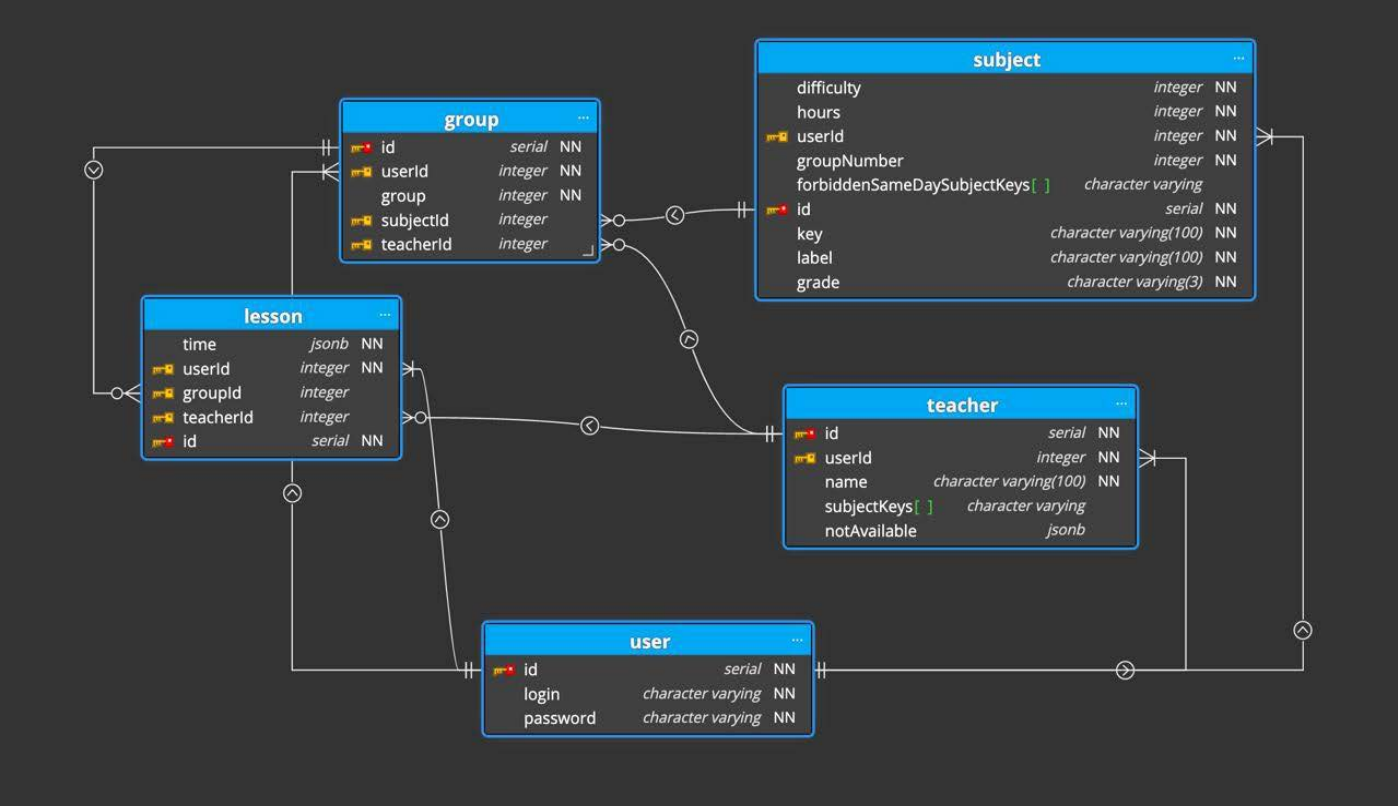 subject ...
difficulty integer NN
hours integer NN
userId integer NN
groupNumber integer NN
forbiddenSameDaySubjectKeys[ ] character varying
id serial NN
key character varying(100) NN
label character varying(100) NN
grade character varying(3) NN
group ...
id serial NN
userId integer NN
group integer NN
subjectId integer
teacherId integer
lesson ...
time jsonb NN
userId integer NN
groupId integer
teacherId integer
id serial NN
teacher ...
id serial NN
userId integer NN
name character varying(100) NN
subjectKeys[ ] character varying
notAvailable jsonb
user ...
id serial NN
login character varying NN
password character varying NN